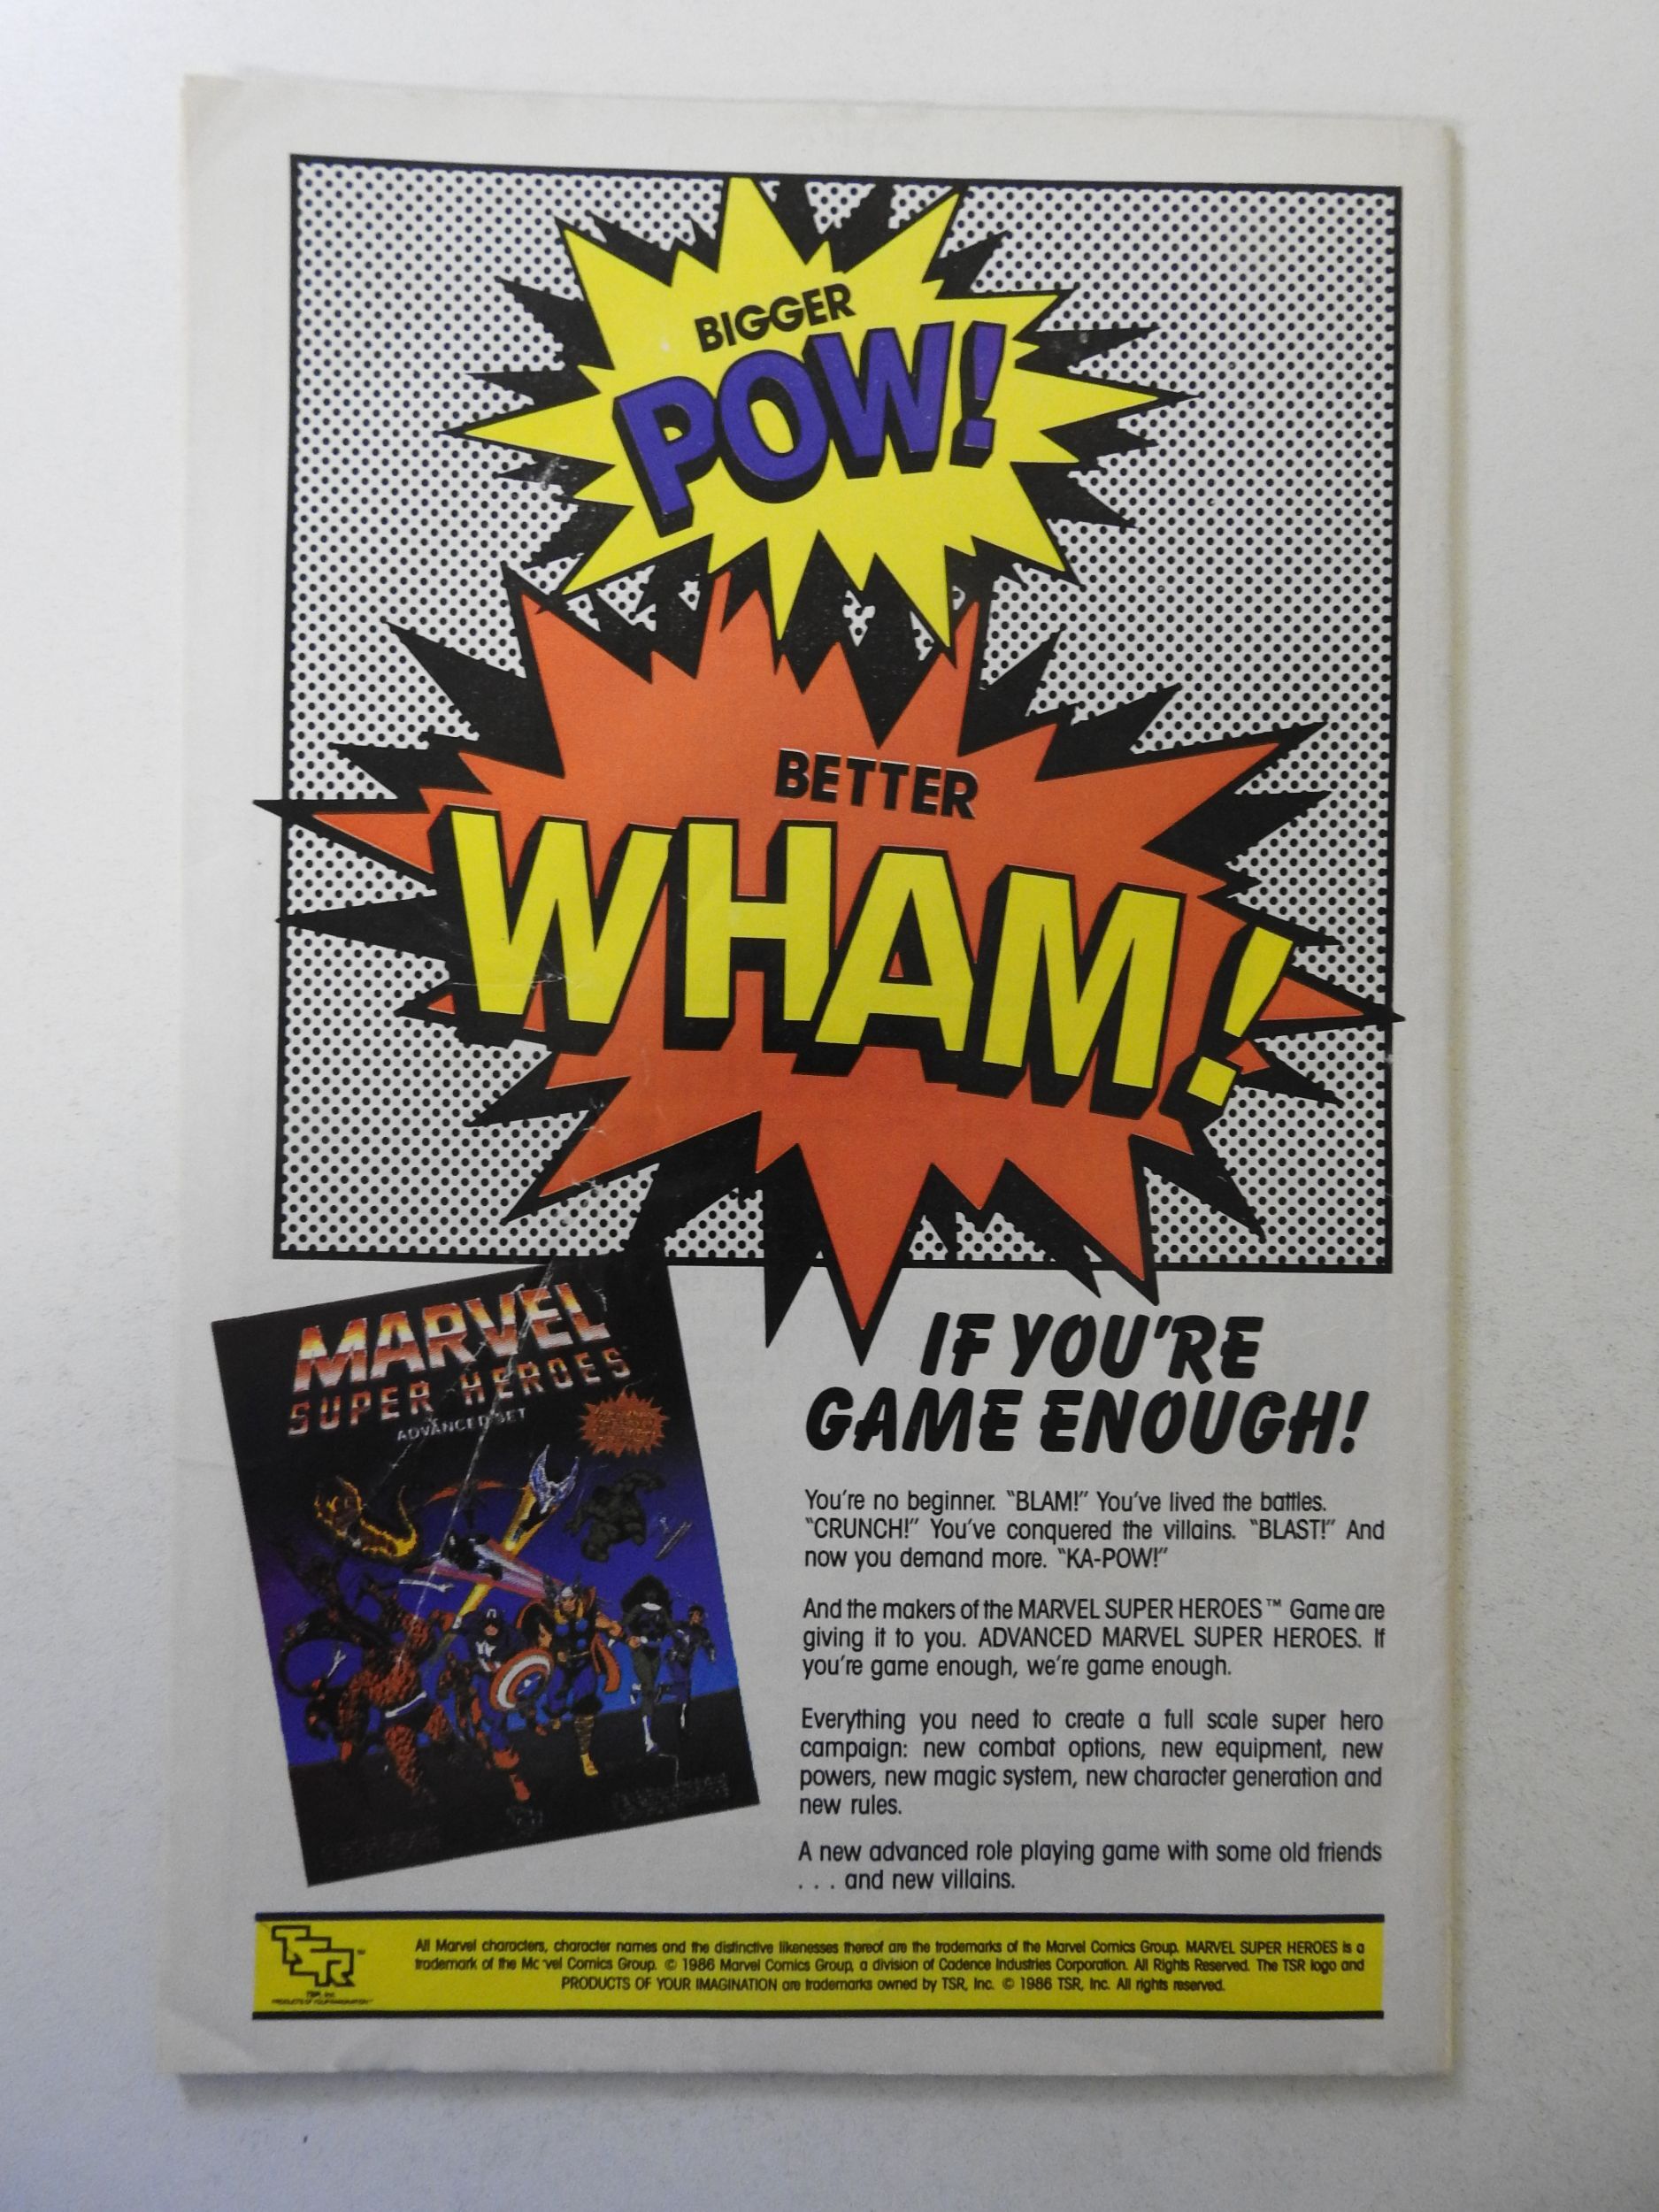 BIGGER
POW!
BETTER
WHAM!
MARVEL
SUPER HEROES
ADVANCED SET
IF YOU'RE
GAME ENOUGH!
You're no beginner. "BLAM!" You've lived the battles.
"CRUNCH!" You've conquered the villains. "BLAST!" And
now you demand more. "KA-POW!"
And the makers of the MARVEL SUPER HEROES™ Game are
giving it to you. ADVANCED MARVEL SUPER HEROES. If
you're game enough, we're game enough.
Everything you need to create a full scale super hero
campaign: new combat options, new equipment, new
powers, new magic system, new character generation and
new rules.
A new advanced role playing game with some old friends
. . . and new villains.
TSR™
TSR, Inc.
PRODUCTS OF YOUR IMAGINATION™
All Marvel characters, character names and the distinctive likenesses thereof are the trademarks of the Marvel Comics Group. MARVEL SUPER HEROES is a
trademark of the Marvel Comics Group. © 1986 Marvel Comics Group, a division of Cadence Industries Corporation. All Rights Reserved. The TSR logo and
PRODUCTS OF YOUR IMAGINATION are trademarks owned by TSR, Inc. © 1986 TSR, Inc. All rights reserved.